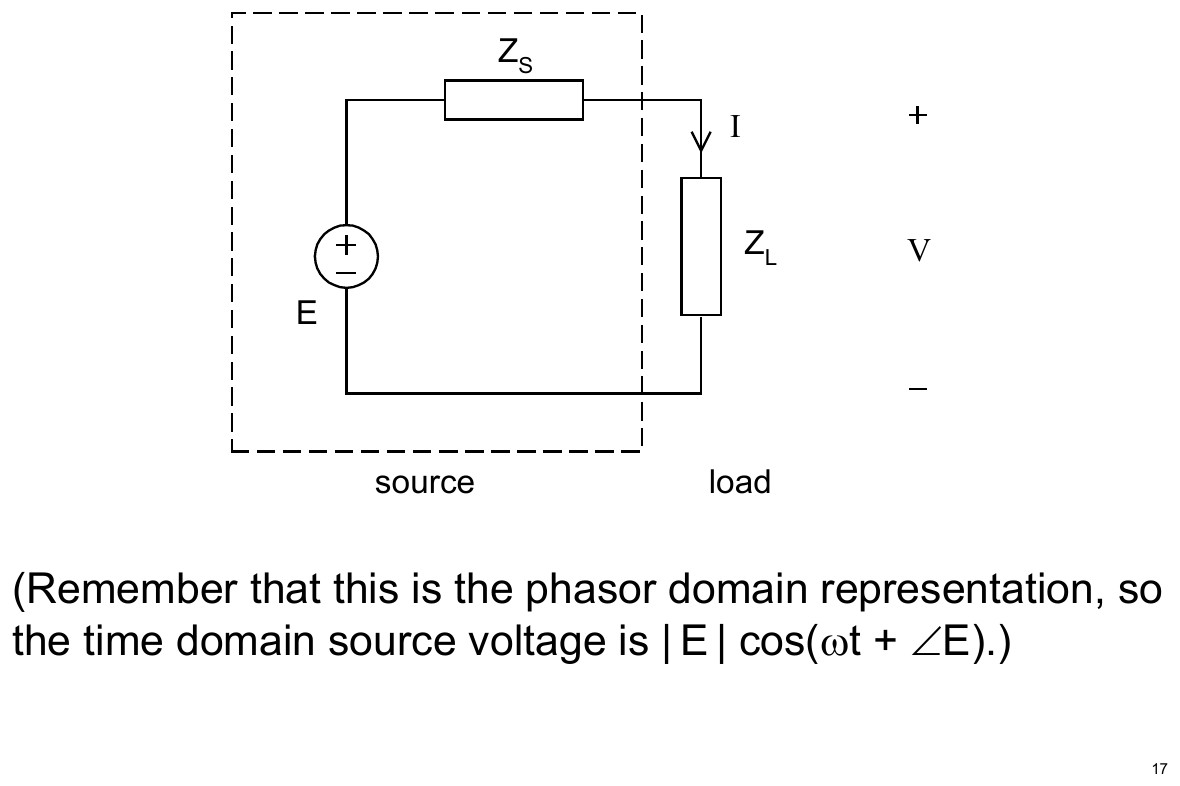 Z_S
I
+
+
−
Z_L
V
E
−
source
load
(Remember that this is the phasor domain representation, so
the time domain source voltage is |E| cos(ωt + ∠E).)
17